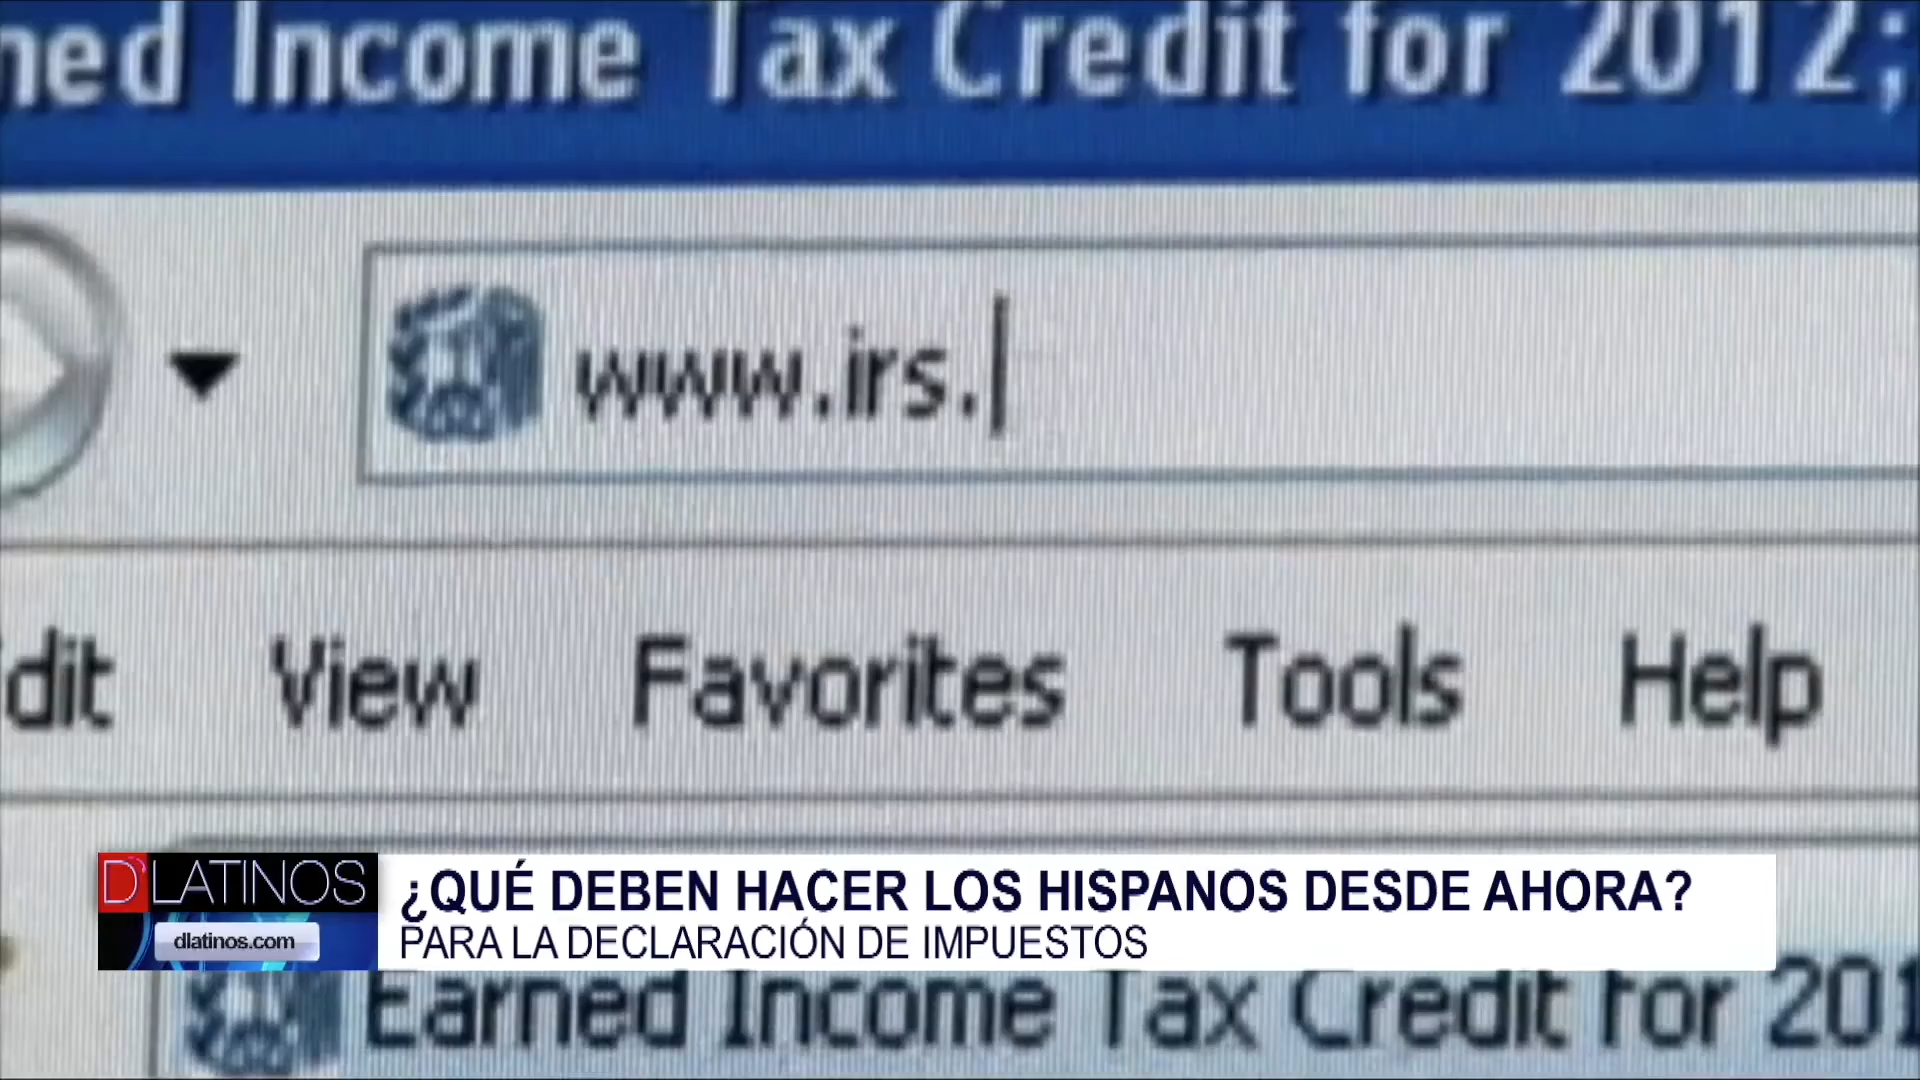 ned Income Tax Credit for 2012;
www.irs.
dit View Favorites Tools Help
D'LATINOS
dlatinos.com
¿QUÉ DEBEN HACER LOS HISPANOS DESDE AHORA?
PARA LA DECLARACIÓN DE IMPUESTOS
Earned Income Tax Credit for 201